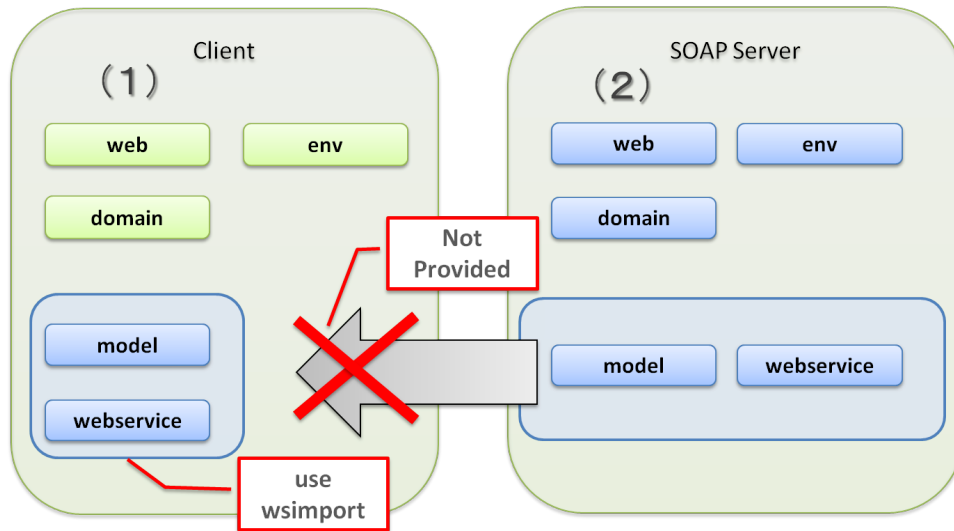 Client
(1)
web
env
domain
model
webservice
use
wsimport
Not
Provided
SOAP Server
(2)
web
env
domain
model
webservice